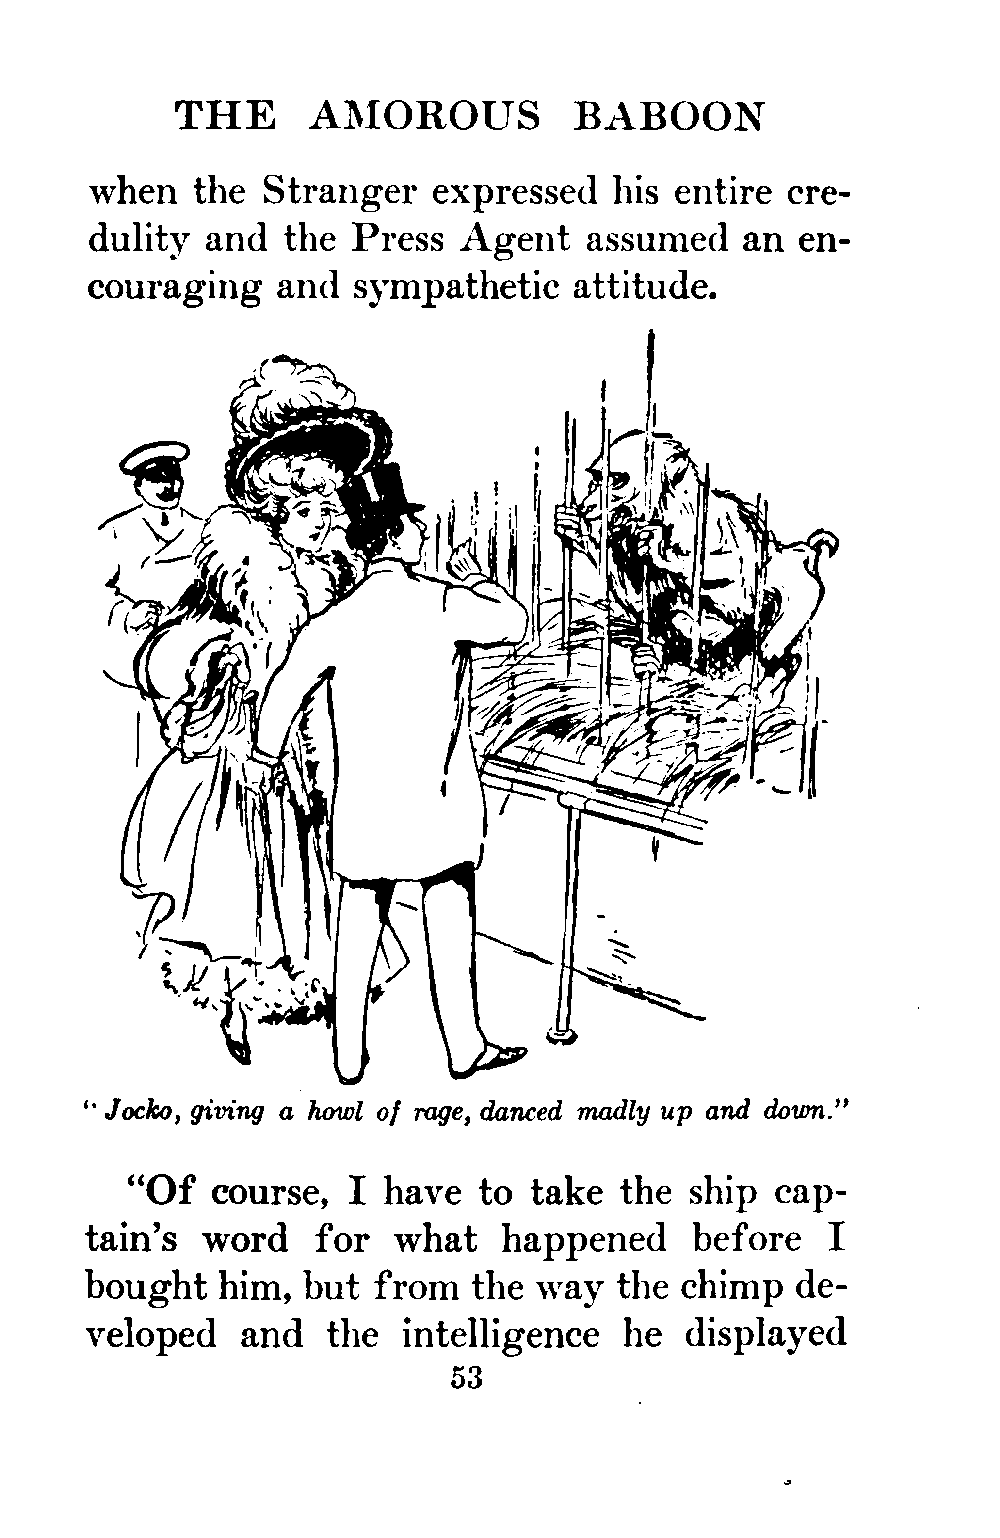 THE AMOROUS BABOON
when the Stranger expressed his entire cre-
dulity and the Press Agent assumed an en-
couraging and sympathetic attitude.
"Jocko, giving a howl of rage, danced madly up and down."
"Of course, I have to take the ship cap-
tain's word for what happened before I
bought him, but from the way the chimp de-
veloped and the intelligence he displayed
53